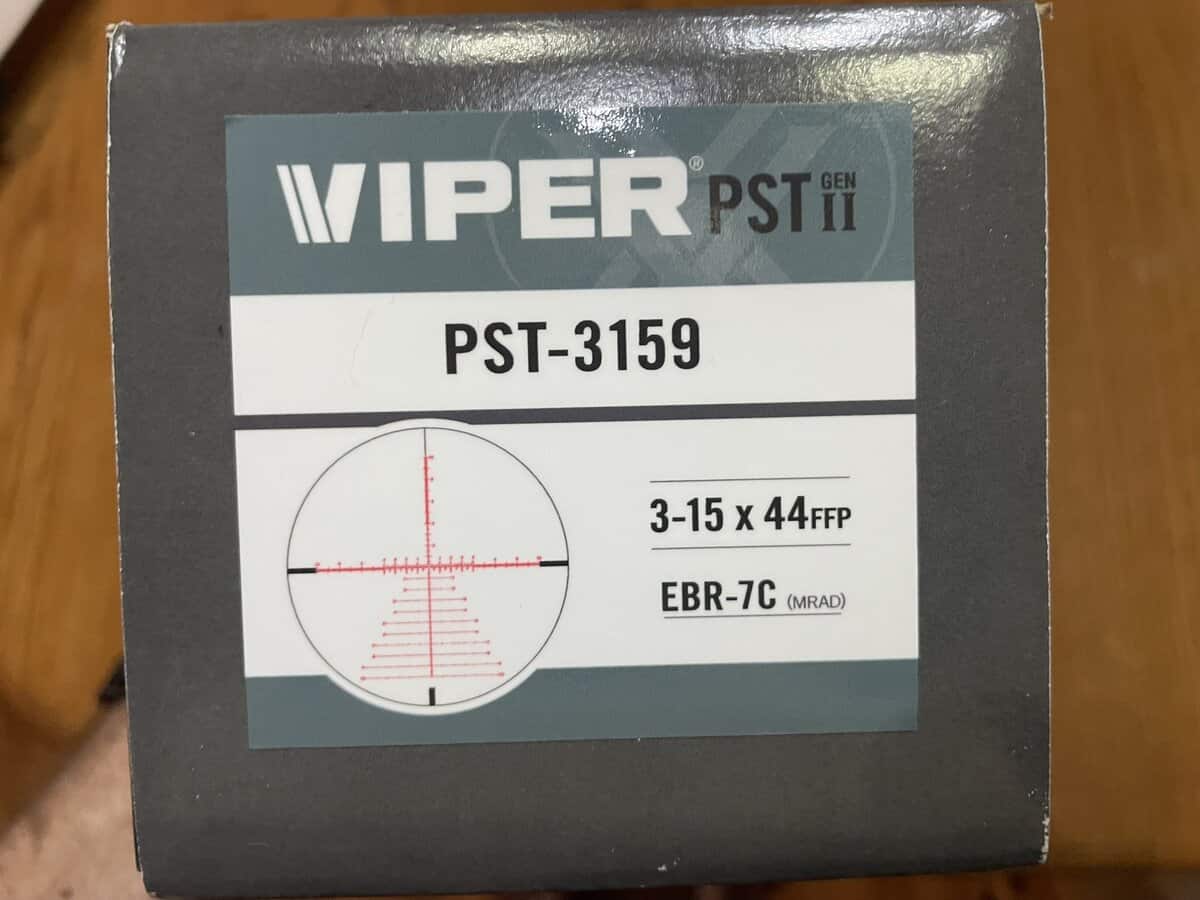 VIPER® PST GEN II
PST-3159
3-15 x 44FFP
EBR-7C (MRAD)